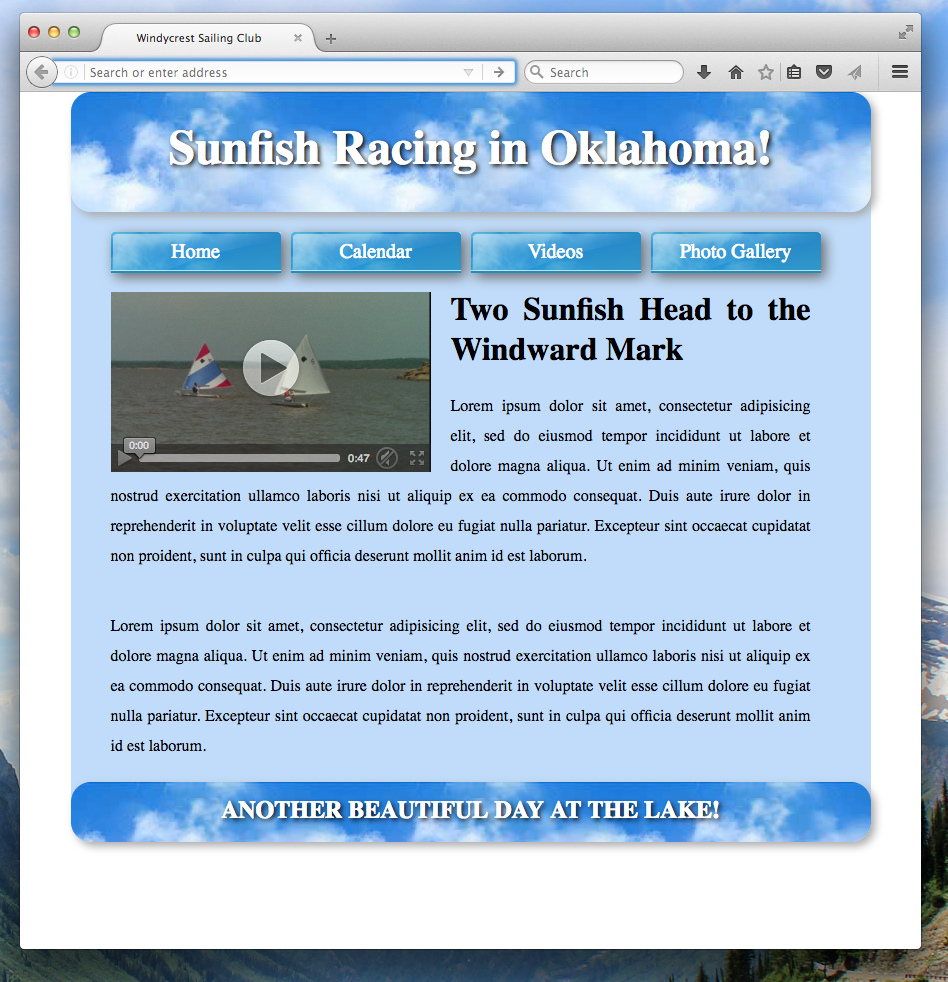 Windycrest Sailing Club
Search or enter address
Search
Sunfish Racing in Oklahoma!
Home
Calendar
Videos
Photo Gallery
0:00
0:47
Two Sunfish Head to the
Windward Mark
Lorem ipsum dolor sit amet, consectetur adipisicing
elit, sed do eiusmod tempor incididunt ut labore et
dolore magna aliqua. Ut enim ad minim veniam, quis
nostrud exercitation ullamco laboris nisi ut aliquip ex ea commodo consequat. Duis aute irure dolor in
reprehenderit in voluptate velit esse cillum dolore eu fugiat nulla pariatur. Excepteur sint occaecat cupidatat
non proident, sunt in culpa qui officia deserunt mollit anim id est laborum.
Lorem ipsum dolor sit amet, consectetur adipisicing elit, sed do eiusmod tempor incididunt ut labore et
dolore magna aliqua. Ut enim ad minim veniam, quis nostrud exercitation ullamco laboris nisi ut aliquip ex
ea commodo consequat. Duis aute irure dolor in reprehenderit in voluptate velit esse cillum dolore eu fugiat
nulla pariatur. Excepteur sint occaecat cupidatat non proident, sunt in culpa qui officia deserunt mollit anim
id est laborum.
ANOTHER BEAUTIFUL DAY AT THE LAKE!